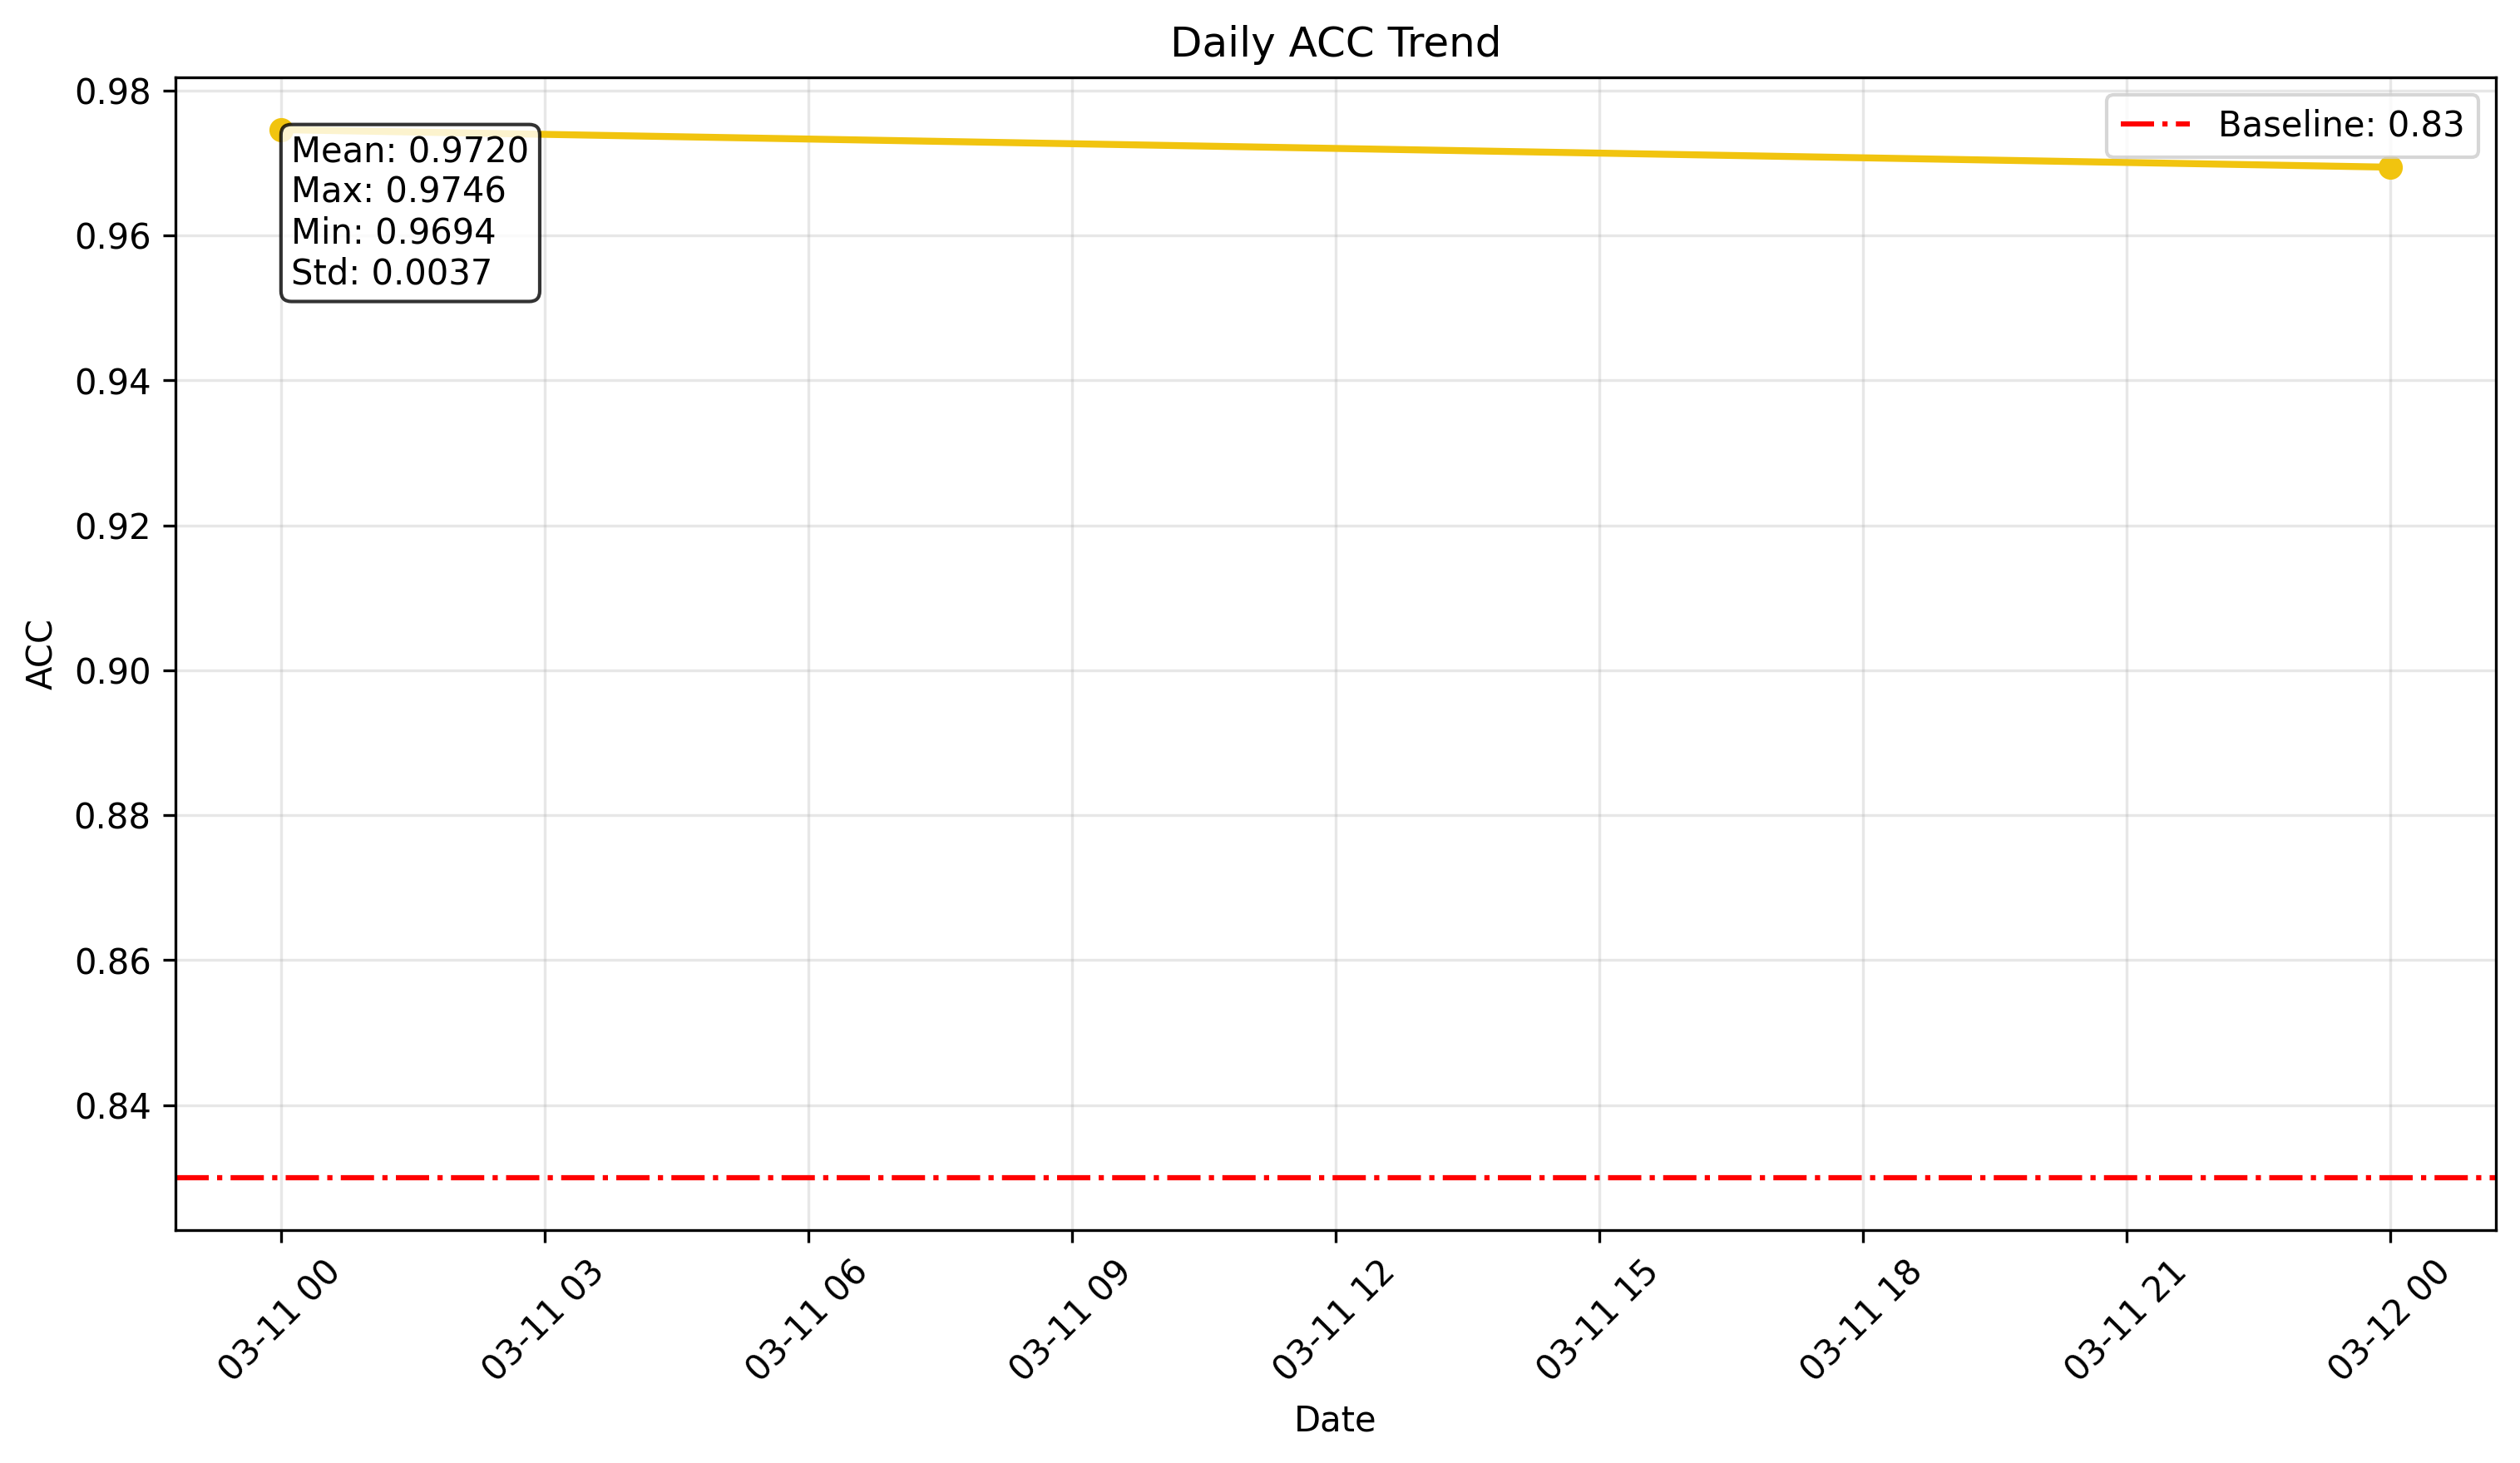 Daily ACC Trend
0.98
0.96
0.94
0.92
0.90
0.88
0.86
0.84
ACC
Mean: 0.9720
Max: 0.9746
Min: 0.9694
Std: 0.0037
Baseline: 0.83
03-11 00
03-11 03
03-11 06
03-11 09
03-11 12
03-11 15
03-11 18
03-11 21
03-12 00
Date